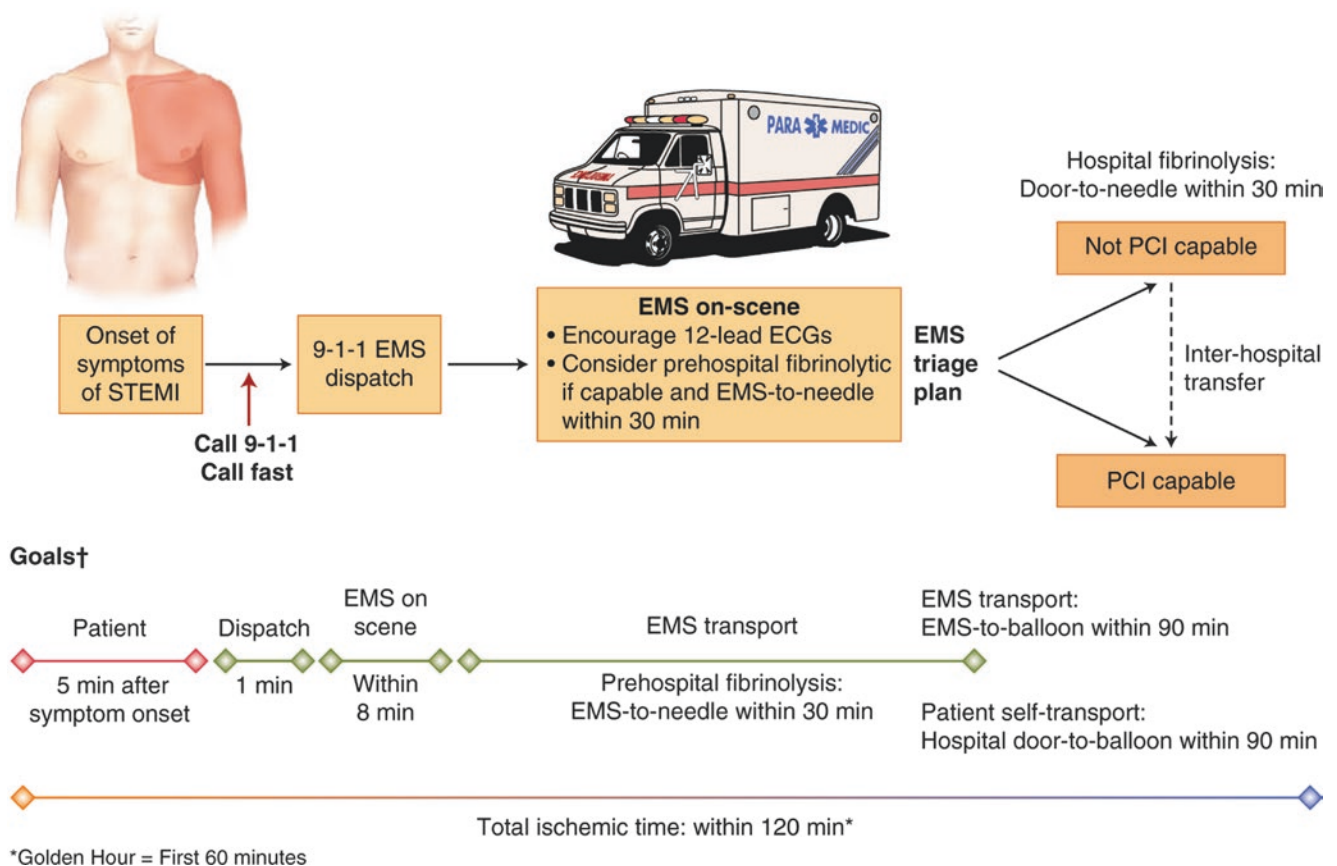 PARA MEDIC
Hospital fibrinolysis:
Door-to-needle within 30 min
Not PCI capable
Onset of
symptoms
of STEMI
9-1-1 EMS
dispatch
EMS on-scene
• Encourage 12-lead ECGs
• Consider prehospital fibrinolytic
if capable and EMS-to-needle
within 30 min
EMS
triage
plan
Inter-hospital
transfer
Call 9-1-1
Call fast
PCI capable
Goals†
Patient
5 min after
symptom onset
Dispatch
1 min
EMS on
scene
Within
8 min
EMS transport
Prehospital fibrinolysis:
EMS-to-needle within 30 min
EMS transport:
EMS-to-balloon within 90 min
Patient self-transport:
Hospital door-to-balloon within 90 min
Total ischemic time: within 120 min*
*Golden Hour = First 60 minutes